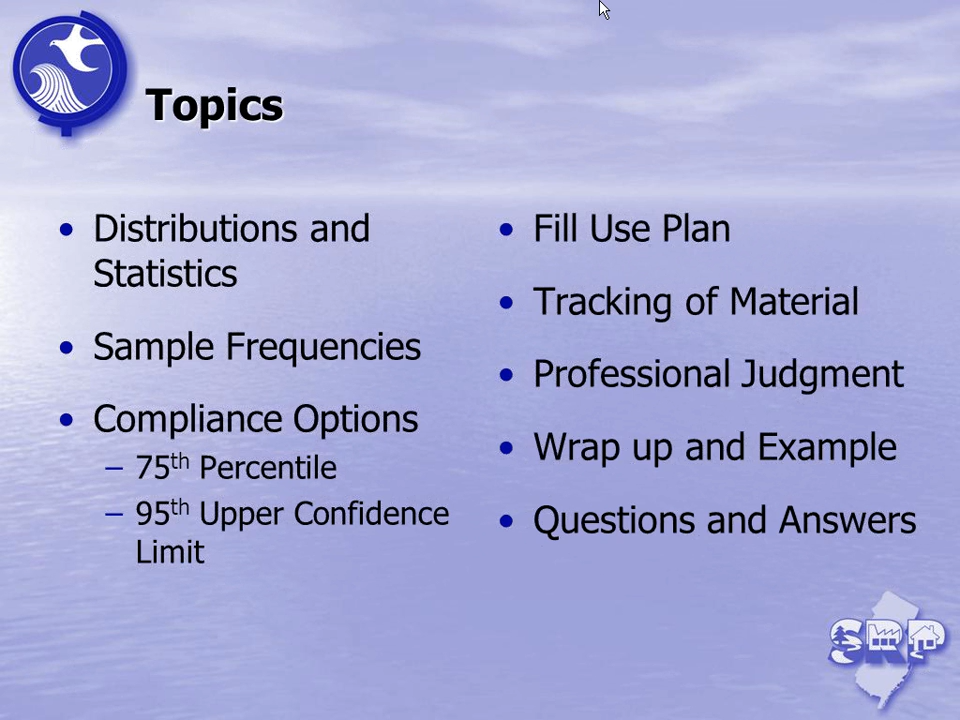 Topics
• Distributions and
Statistics
• Sample Frequencies
• Compliance Options
– 75th Percentile
– 95th Upper Confidence
Limit
• Fill Use Plan
• Tracking of Material
• Professional Judgment
• Wrap up and Example
• Questions and Answers
SRP